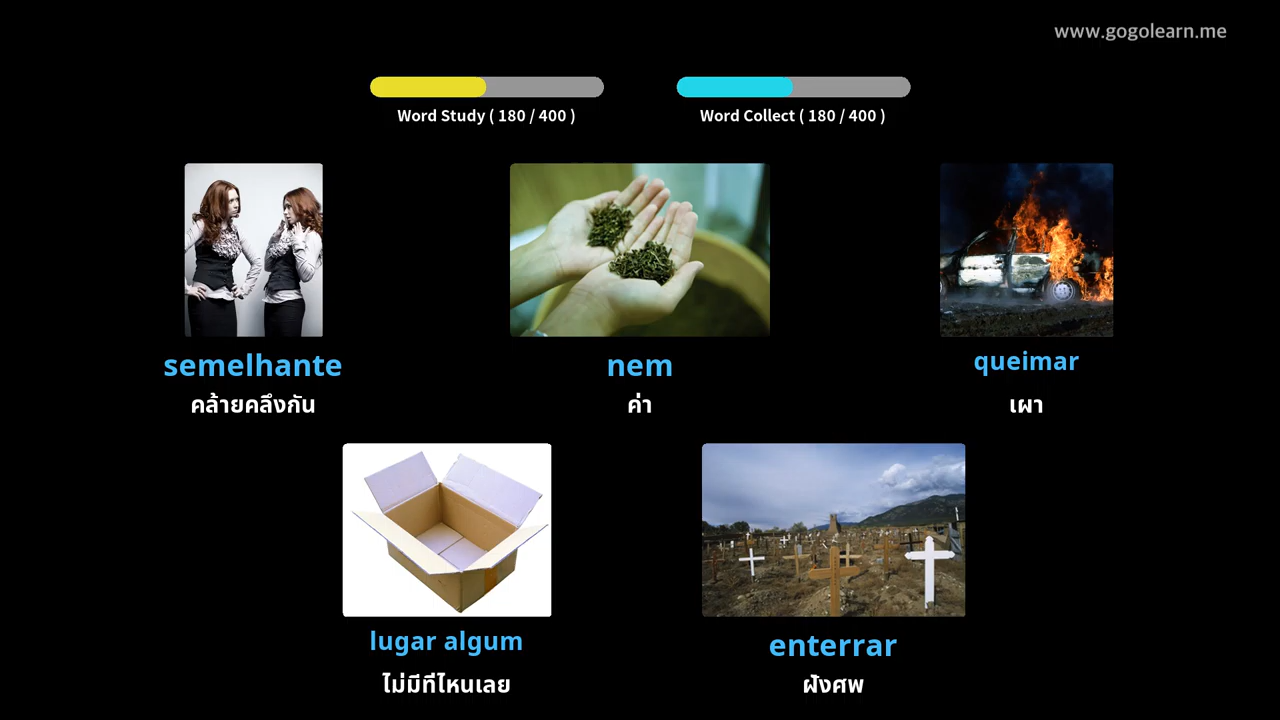 www.gogolearn.me
Word Study ( 180 / 400 )
Word Collect ( 180 / 400 )
semelhante
คล้ายคลึงกัน
nem
ค่า
queimar
เผา
lugar algum
ไม่มีที่ไหนเลย
enterrar
ฝังศพ